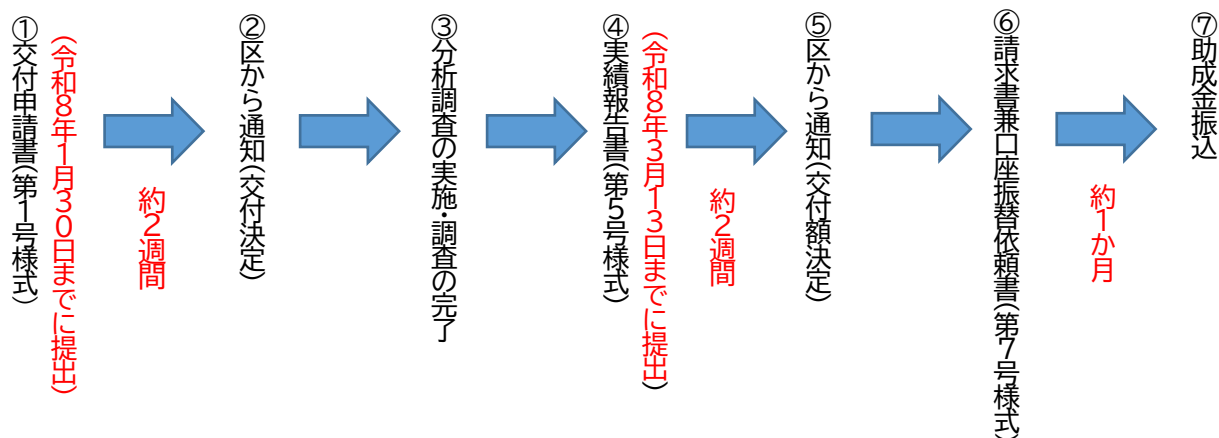 ①交付申請書(第1号様式)
(令和8年1月30日までに提出)
約2週間
②区から通知(交付決定)
③分析調査の実施・調査の完了
④実績報告書(第5号様式)
(令和8年3月13日までに提出)
約2週間
⑤区から通知(交付額決定)
⑥請求書兼口座振替依頼書(第7号様式)
約1か月
⑦助成金振込